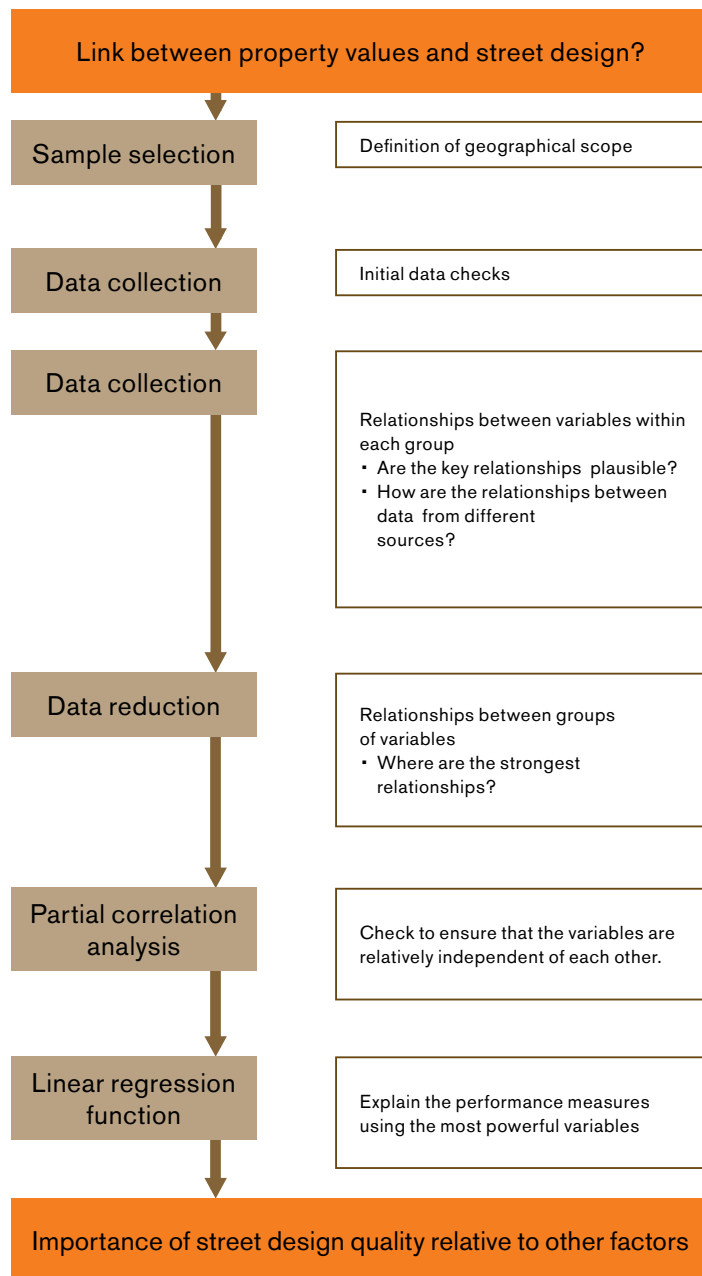 Link between property values and street design?
Sample selection
Definition of geographical scope
Data collection
Initial data checks
Data collection
Relationships between variables within
each group
▪ Are the key relationships plausible?
▪ How are the relationships between
data from different
sources?
Data reduction
Relationships between groups
of variables
▪ Where are the strongest
relationships?
Partial correlation
analysis
Check to ensure that the variables are
relatively independent of each other.
Linear regression
function
Explain the performance measures
using the most powerful variables
Importance of street design quality relative to other factors